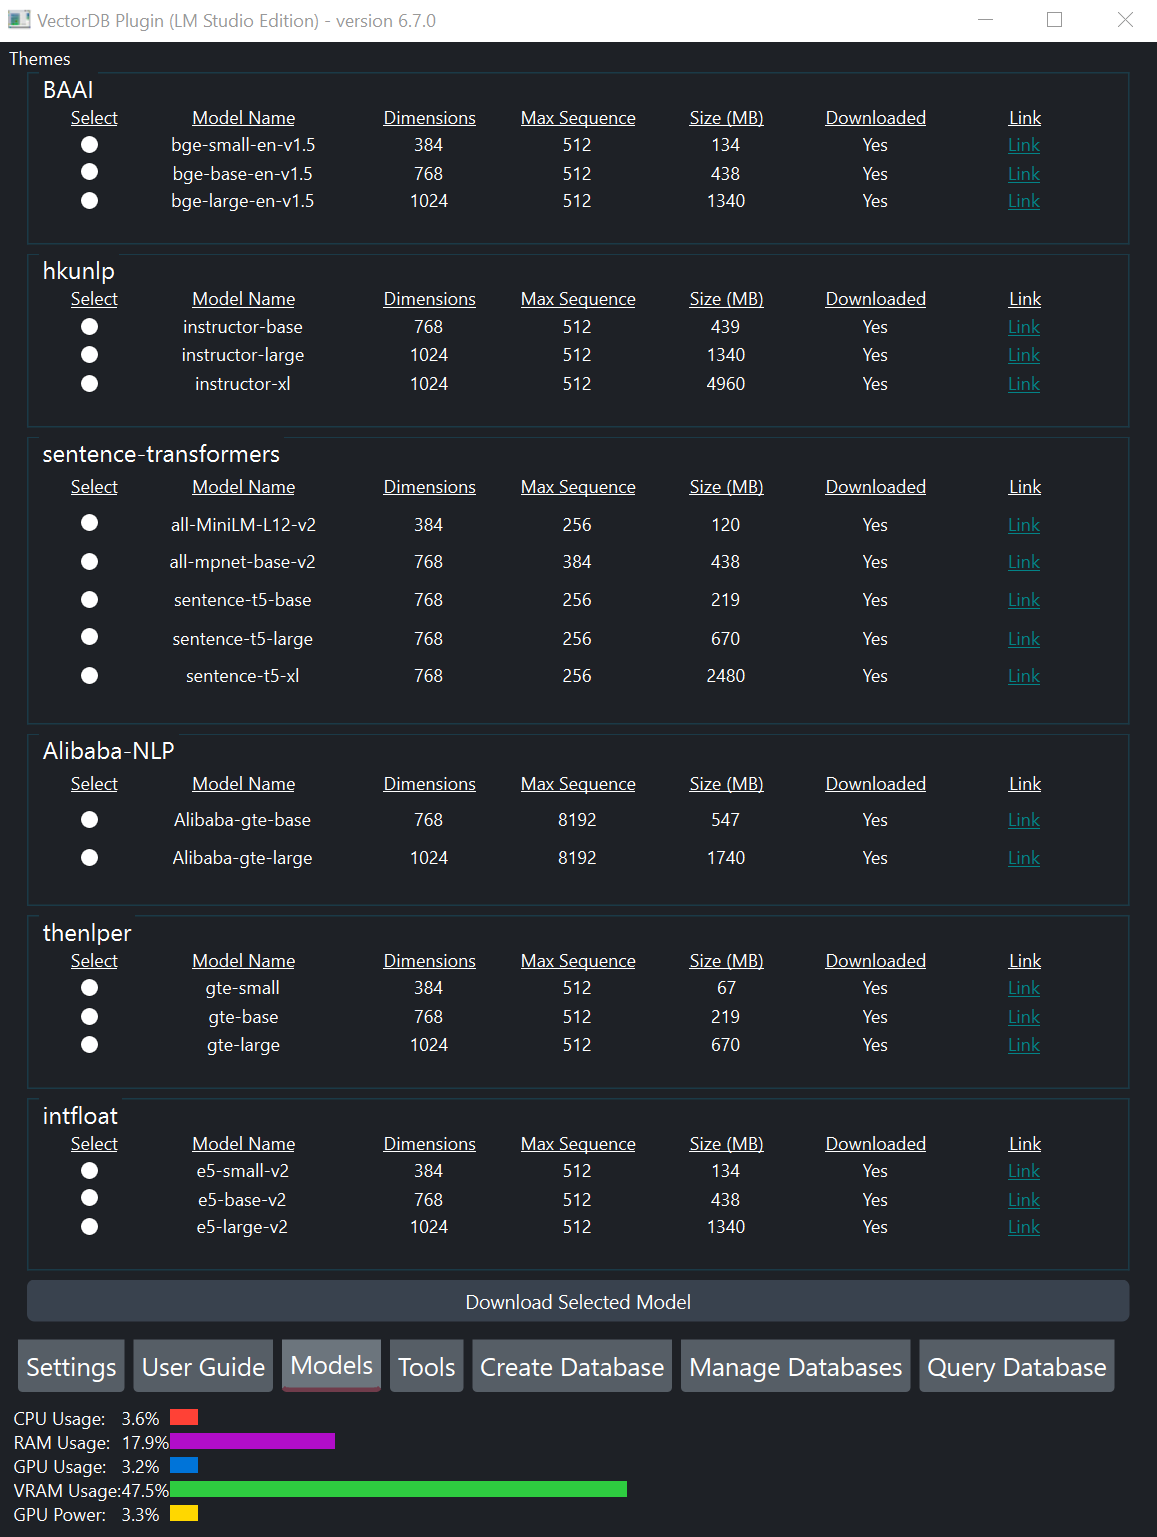 VectorDB Plugin (LM Studio Edition) - version 6.7.0
Themes
BAAI
Select Model Name Dimensions Max Sequence Size (MB) Downloaded Link
bge-small-en-v1.5 384 512 134 Yes Link
bge-base-en-v1.5 768 512 438 Yes Link
bge-large-en-v1.5 1024 512 1340 Yes Link
hkunlp
Select Model Name Dimensions Max Sequence Size (MB) Downloaded Link
instructor-base 768 512 439 Yes Link
instructor-large 1024 512 1340 Yes Link
instructor-xl 1024 512 4960 Yes Link
sentence-transformers
Select Model Name Dimensions Max Sequence Size (MB) Downloaded Link
all-MiniLM-L12-v2 384 256 120 Yes Link
all-mpnet-base-v2 768 384 438 Yes Link
sentence-t5-base 768 256 219 Yes Link
sentence-t5-large 768 256 670 Yes Link
sentence-t5-xl 768 256 2480 Yes Link
Alibaba-NLP
Select Model Name Dimensions Max Sequence Size (MB) Downloaded Link
Alibaba-gte-base 768 8192 547 Yes Link
Alibaba-gte-large 1024 8192 1740 Yes Link
thenlper
Select Model Name Dimensions Max Sequence Size (MB) Downloaded Link
gte-small 384 512 67 Yes Link
gte-base 768 512 219 Yes Link
gte-large 1024 512 670 Yes Link
intfloat
Select Model Name Dimensions Max Sequence Size (MB) Downloaded Link
e5-small-v2 384 512 134 Yes Link
e5-base-v2 768 512 438 Yes Link
e5-large-v2 1024 512 1340 Yes Link
Download Selected Model
Settings User Guide Models Tools Create Database Manage Databases Query Database
CPU Usage: 3.6%
RAM Usage: 17.9%
GPU Usage: 3.2%
VRAM Usage:47.5%
GPU Power: 3.3%